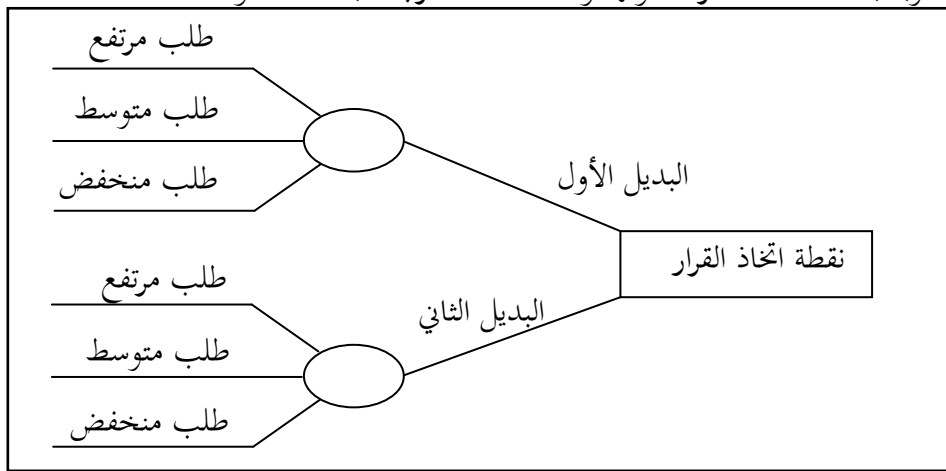 طلب مرتفع
طلب متوسط
البديل الأول
طلب منخفض
نقطة اتخاذ القرار
طلب مرتفع
البديل الثاني
طلب متوسط
طلب منخفض